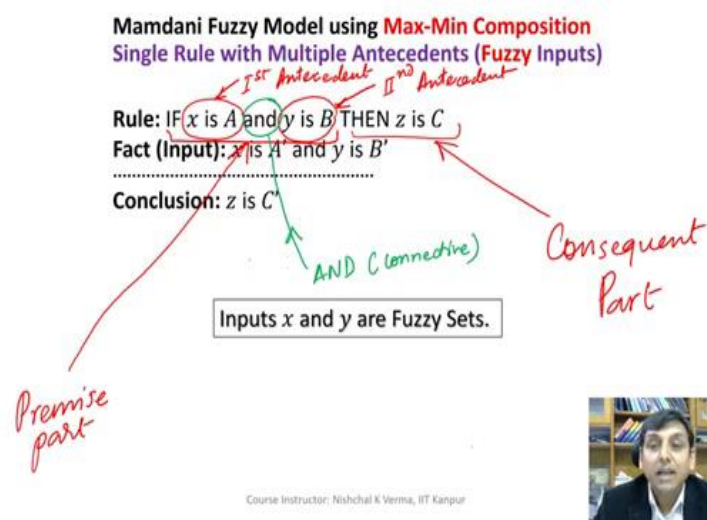 Mamdani Fuzzy Model using Max-Min Composition
Single Rule with Multiple Antecedents (Fuzzy Inputs)
Ist Antecedent
IInd Antecedent
Rule: IF x is A and y is B THEN z is C
Fact (Input): x is A' and y is B'
Conclusion: z is C'
AND (Connective)
Consequent
Part
Inputs x and y are Fuzzy Sets.
Premise
part
Course Instructor: Nishchal K Verma, IIT Kanpur